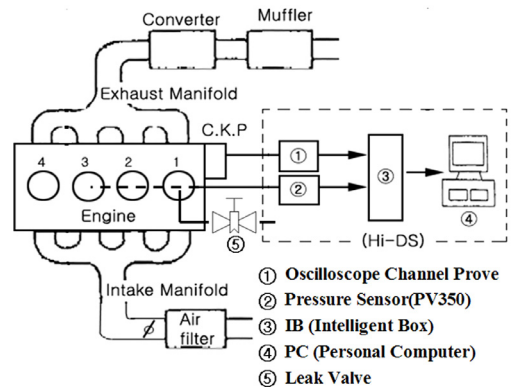 Converter
Muffler
Exhaust Manifold
C.K.P
4 3 2 1
Engine
①
②
③
④
⑤
(Hi-DS)
Intake Manifold
Air
filter
① Oscilloscope Channel Prove
② Pressure Sensor(PV350)
③ IB (Intelligent Box)
④ PC (Personal Computer)
⑤ Leak Valve